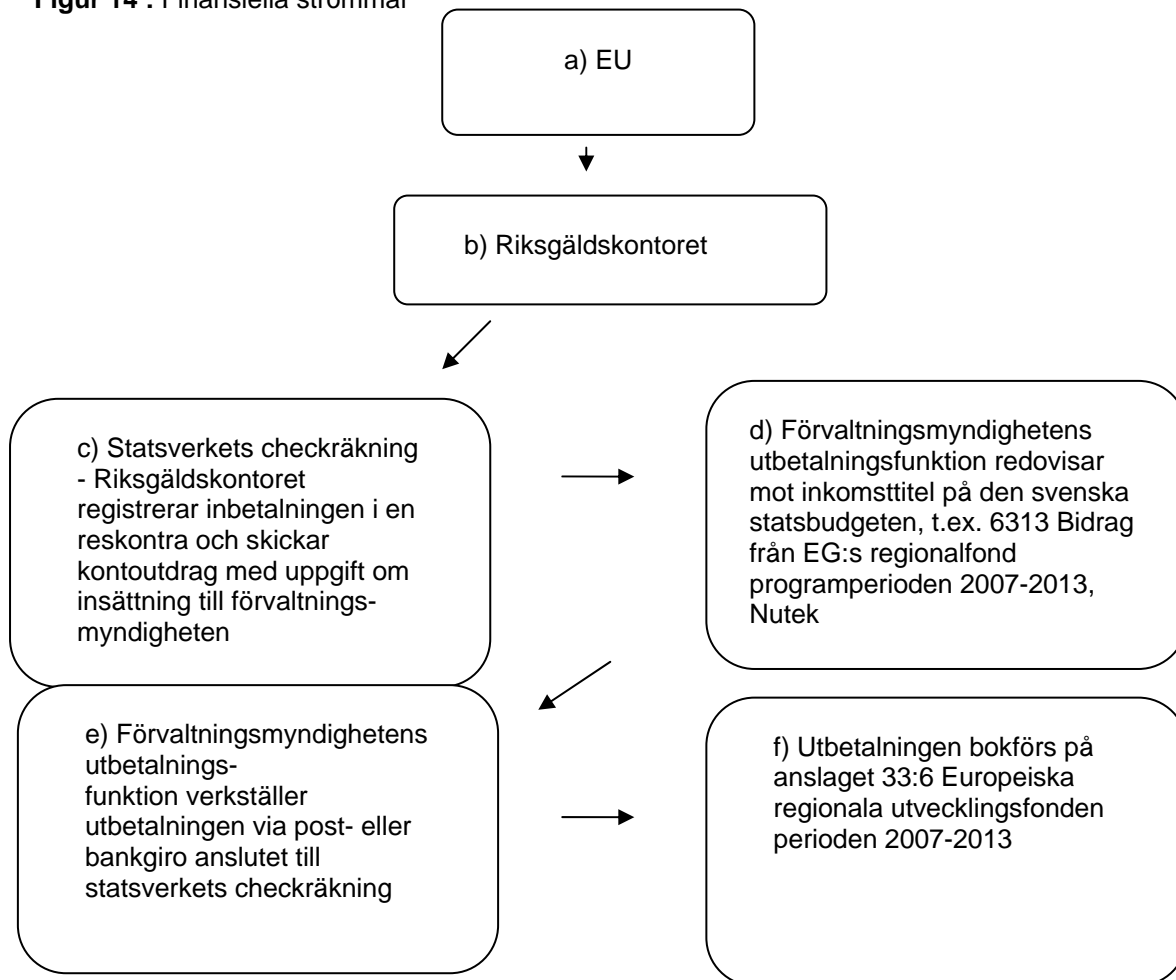 Figur 14 : Finansiella strömmar
a) EU
b) Riksgäldskontoret
c) Statsverkets checkräkning
- Riksgäldskontoret
registrerar inbetalningen i en
reskontra och skickar
kontoutdrag med uppgift om
insättning till förvaltnings-
myndigheten
d) Förvaltningsmyndighetens
utbetalningsfunktion redovisar
mot inkomsttitel på den svenska
statsbudgeten, t.ex. 6313 Bidrag
från EG:s regionalfond
programperioden 2007-2013,
Nutek
e) Förvaltningsmyndighetens
utbetalnings-
funktion verkställer
utbetalningen via post- eller
bankgiro anslutet till
statsverkets checkräkning
f) Utbetalningen bokförs på
anslaget 33:6 Europeiska
regionala utvecklingsfonden
perioden 2007-2013